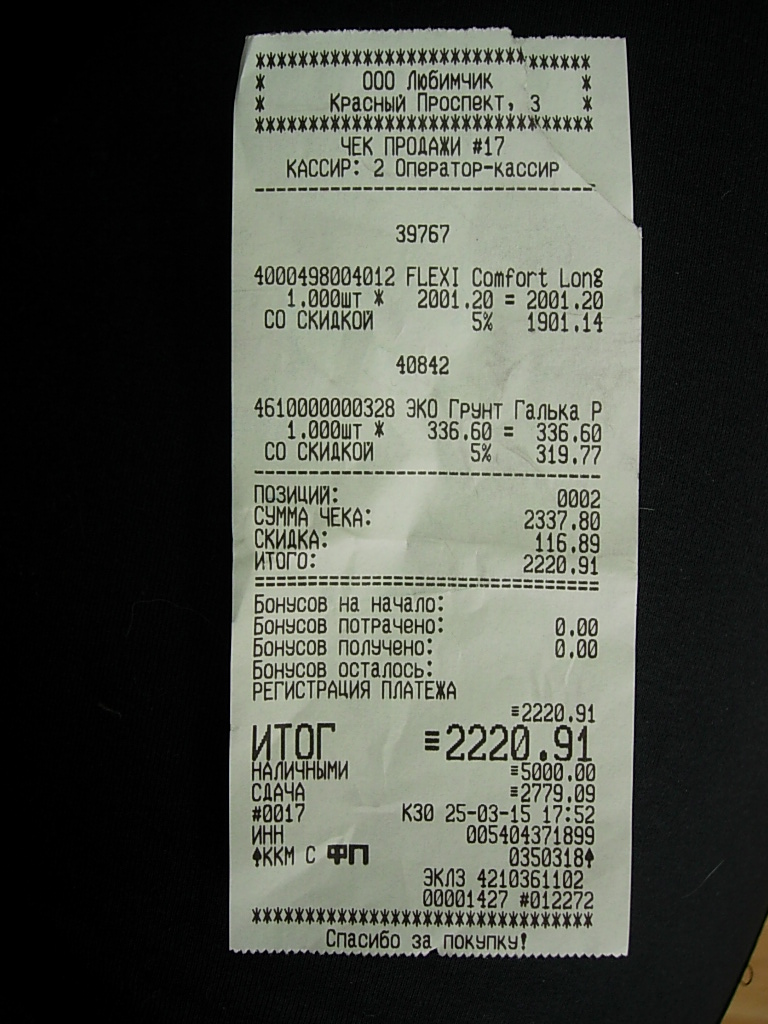 ********************************
* ООО Любимчик *
* Красный Проспект, 3 *
********************************
ЧЕК ПРОДАЖИ #17
КАССИР: 2 Оператор-кассир
--------------------------------
39767
4000498004012 FLEXI Comfort Long
1.000шт * 2001.20 = 2001.20
СО СКИДКОЙ 5% 1901.14
40842
4610000000328 ЭКО Грунт Галька Р
1.000шт * 336.60 = 336.60
СО СКИДКОЙ 5% 319.77
--------------------------------
ПОЗИЦИЙ: 0002
СУММА ЧЕКА: 2337.80
СКИДКА: 116.89
ИТОГО: 2220.91
================================
Бонусов на начало:
Бонусов потрачено: 0.00
Бонусов получено: 0.00
Бонусов осталось:
РЕГИСТРАЦИЯ ПЛАТЕЖА
≡2220.91
ИТОГ ≡2220.91
НАЛИЧНЫМИ ≡5000.00
СДАЧА ≡2779.09
#0017 К30 25-03-15 17:52
ИНН 005404371899
↑ККМ С ФП 0350318↑
ЭКЛЗ 4210361102
00001427 #012272
********************************
Спасибо за покупку!